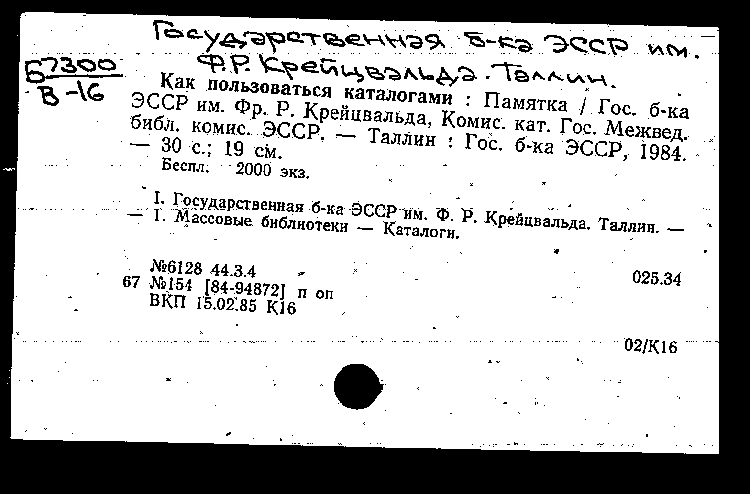 Государственная б-ка ЭССР им.
Ф.Р. Крейцвальда. Таллин.
Б7300
В-16
Как пользоваться каталогами : Памятка / Гос. б-ка
ЭССР им. Фр. Р. Крейцвальда, Комис. кат. Гос. Межвед.
библ. комис. ЭССР. — Таллин : Гос. б-ка ЭССР, 1984.
— 30 с.; 19 см.
Беспл. 2000 экз.
I. Государственная б-ка ЭССР им. Ф. Р. Крейцвальда. Таллин. —
— 1. Массовые библиотеки — Каталоги.
№6128 44.3.4 025.34
67 №154 [84-94872] п оп
ВКП 15.02.85 К16
02/К16